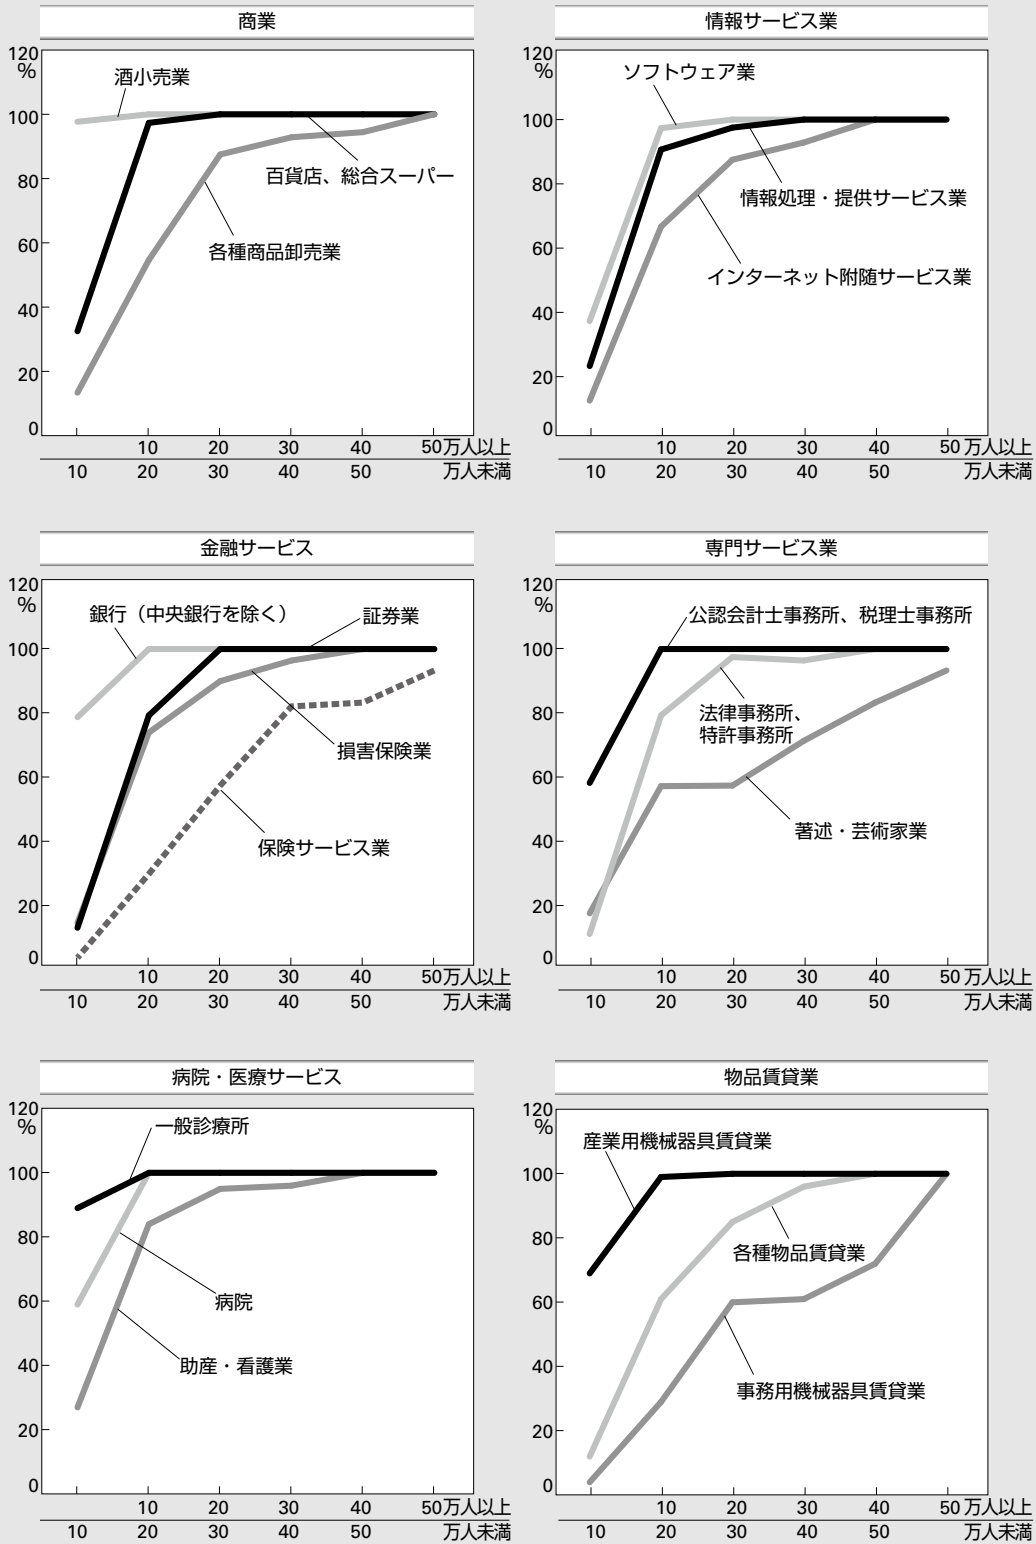 商業
120
%
100
80
60
40
20
0
酒小売業
百貨店、総合スーパー
各種商品卸売業
10 20 30 40 50万人以上
10 20 30 40 50 万人未満
情報サービス業
120
%
100
80
60
40
20
0
ソフトウェア業
情報処理・提供サービス業
インターネット附随サービス業
10 20 30 40 50万人以上
10 20 30 40 50 万人未満
金融サービス
120
%
100
80
60
40
20
0
銀行（中央銀行を除く）
証券業
損害保険業
保険サービス業
10 20 30 40 50万人以上
10 20 30 40 50 万人未満
専門サービス業
120
%
100
80
60
40
20
0
公認会計士事務所、税理士事務所
法律事務所、
特許事務所
著述・芸術家業
10 20 30 40 50万人以上
10 20 30 40 50 万人未満
病院・医療サービス
120
%
100
80
60
40
20
0
一般診療所
病院
助産・看護業
10 20 30 40 50万人以上
10 20 30 40 50 万人未満
物品賃貸業
120
%
100
80
60
40
20
0
産業用機械器具賃貸業
各種物品賃貸業
事務用機械器具賃貸業
10 20 30 40 50万人以上
10 20 30 40 50 万人未満